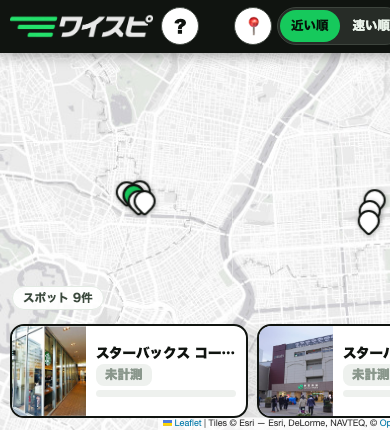 ワイスピ
?
近い順
速い順
スポット 9件
スターバックス コー…
未計測
スターバ
未計測
Leaflet | Tiles © Esri — Esri, DeLorme, NAVTEQ, © Op